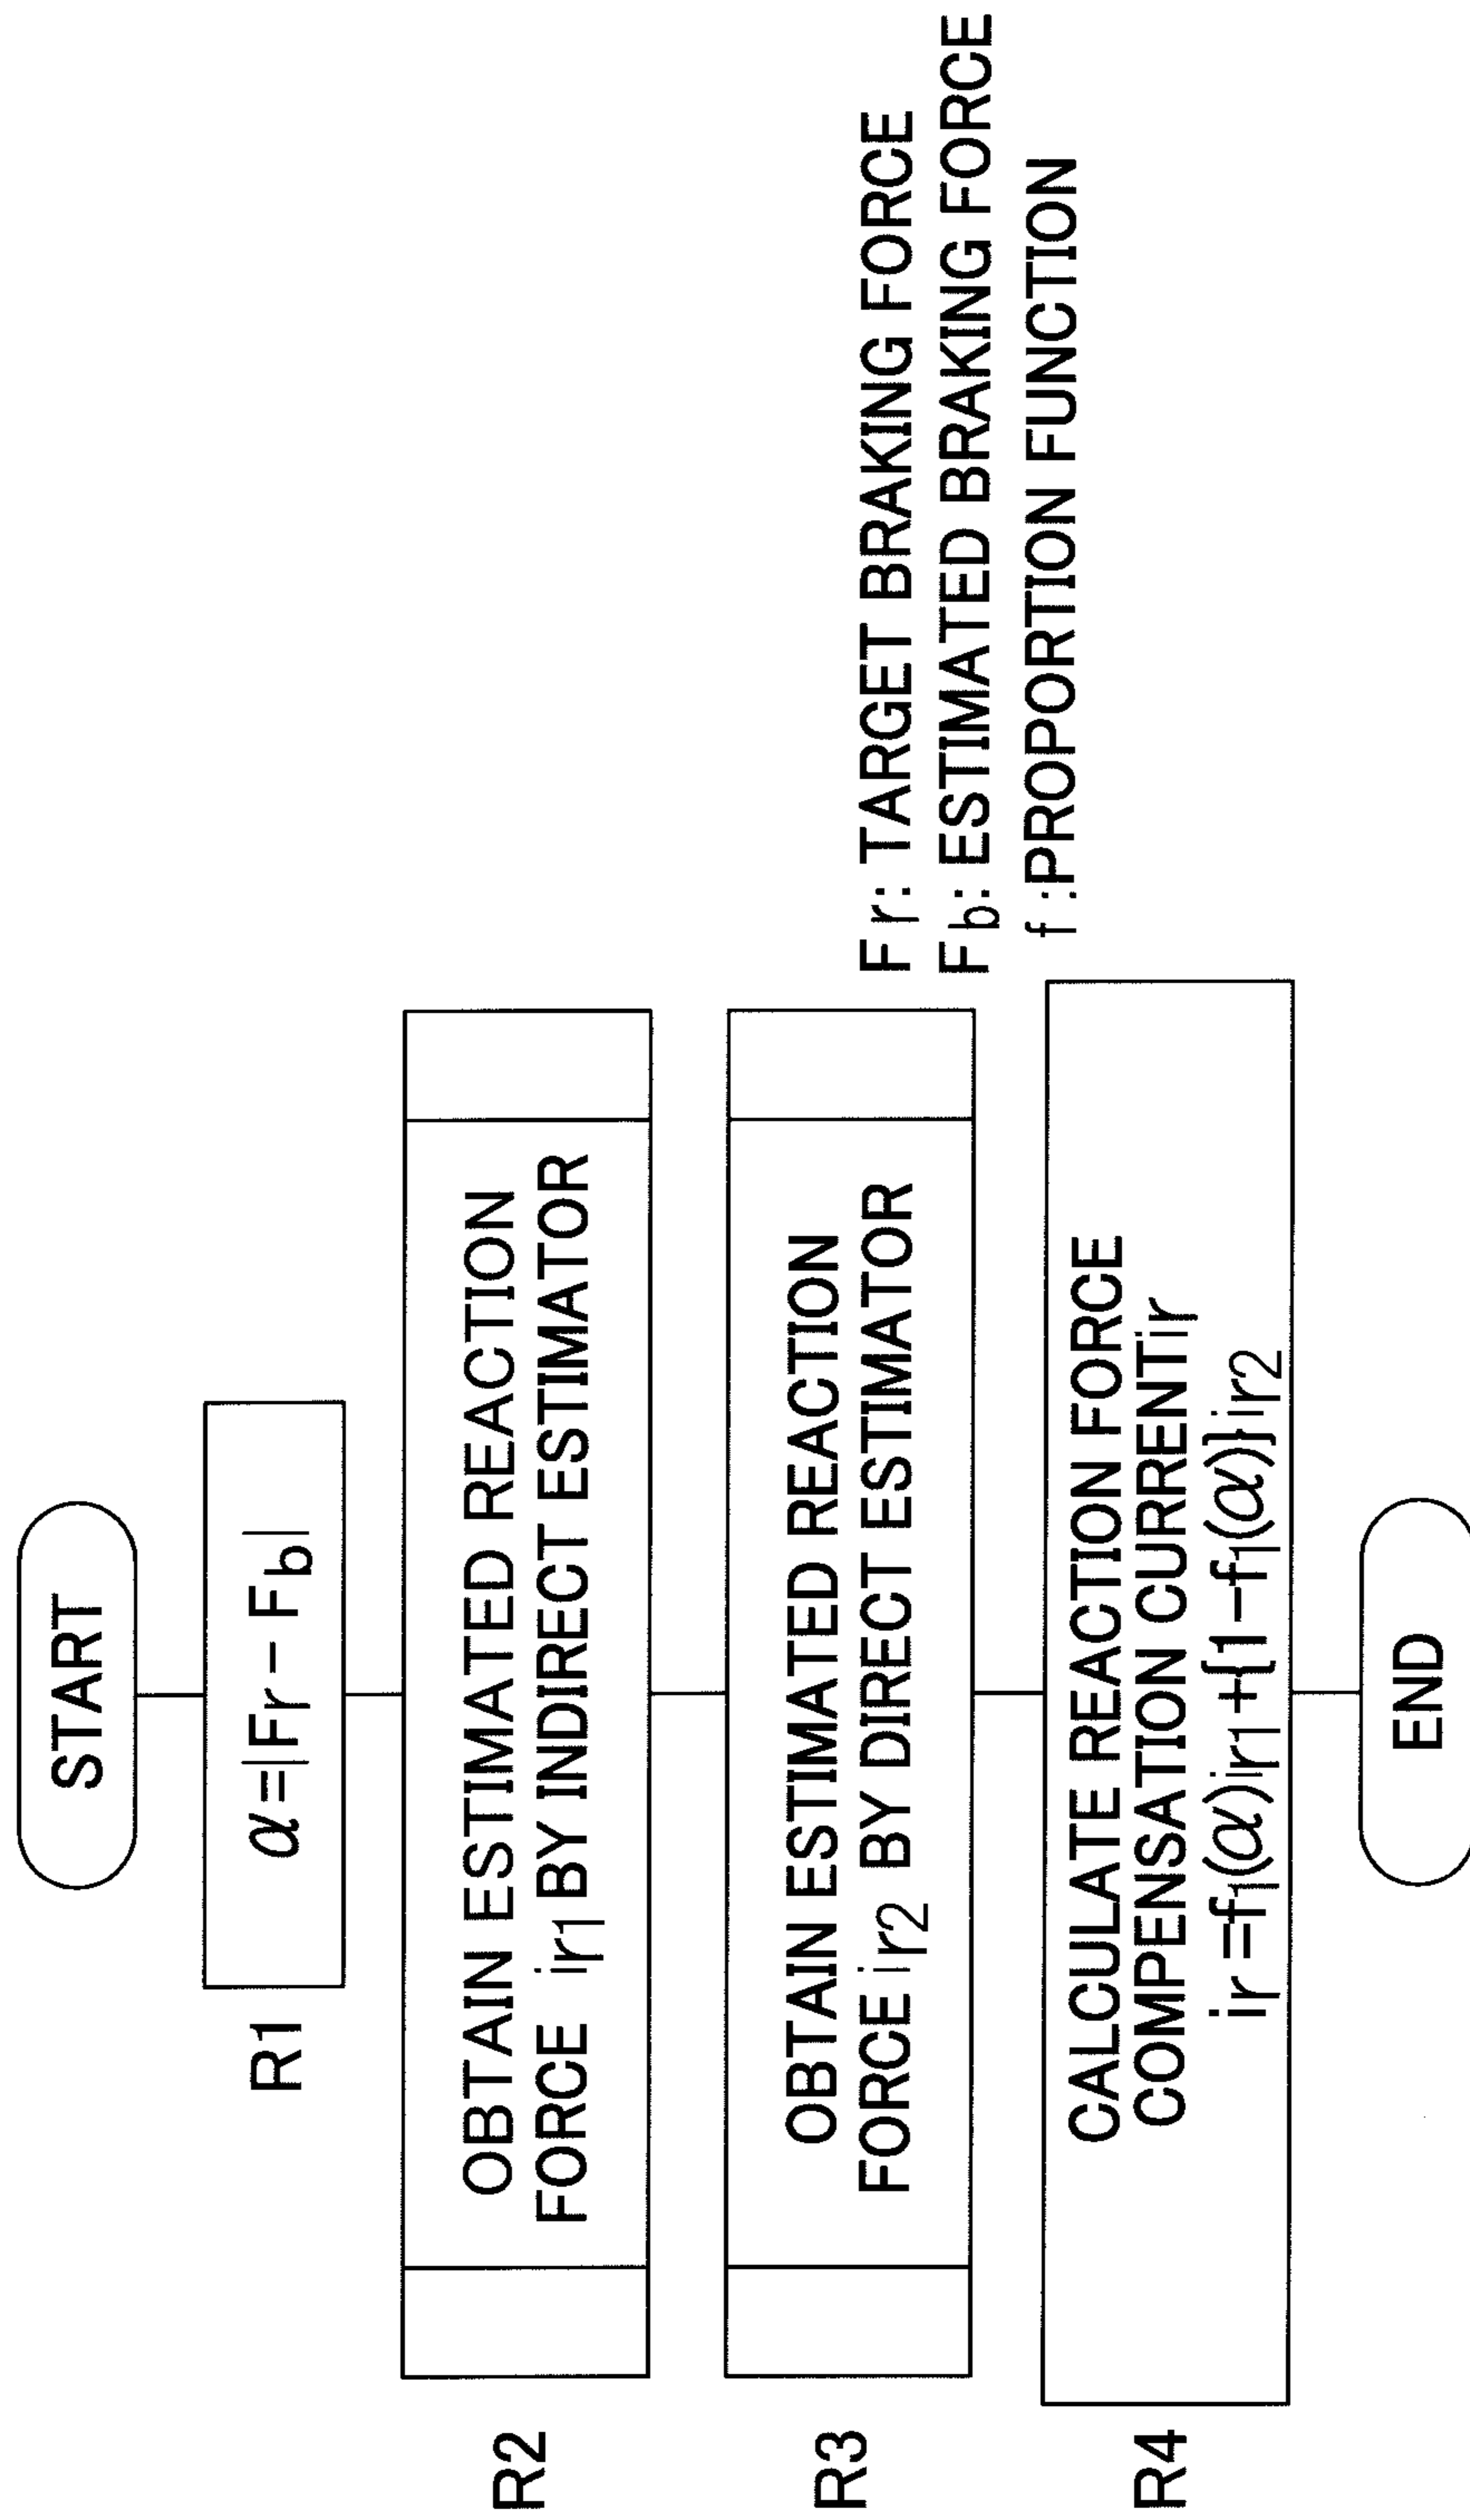 START
R1
α=|Fr-Fb|
R2
OBTAIN ESTIMATED REACTION
FORCE ir1 BY INDIRECT ESTIMATOR
R3
OBTAIN ESTIMATED REACTION
FORCE ir2 BY DIRECT ESTIMATOR
R4
CALCULATE REACTION FORCE
COMPENSATION CURRENT ir
ir=f1(α)ir1+{1-f1(α)}ir2
END
Fr: TARGET BRAKING FORCE
Fb: ESTIMATED BRAKING FORCE
f :PROPORTION FUNCTION